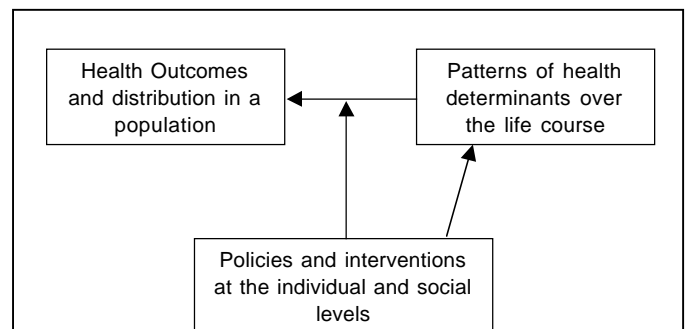 Health Outcomes
and distribution in a
population
Patterns of health
determinants over
the life course
Policies and interventions
at the individual and social
levels